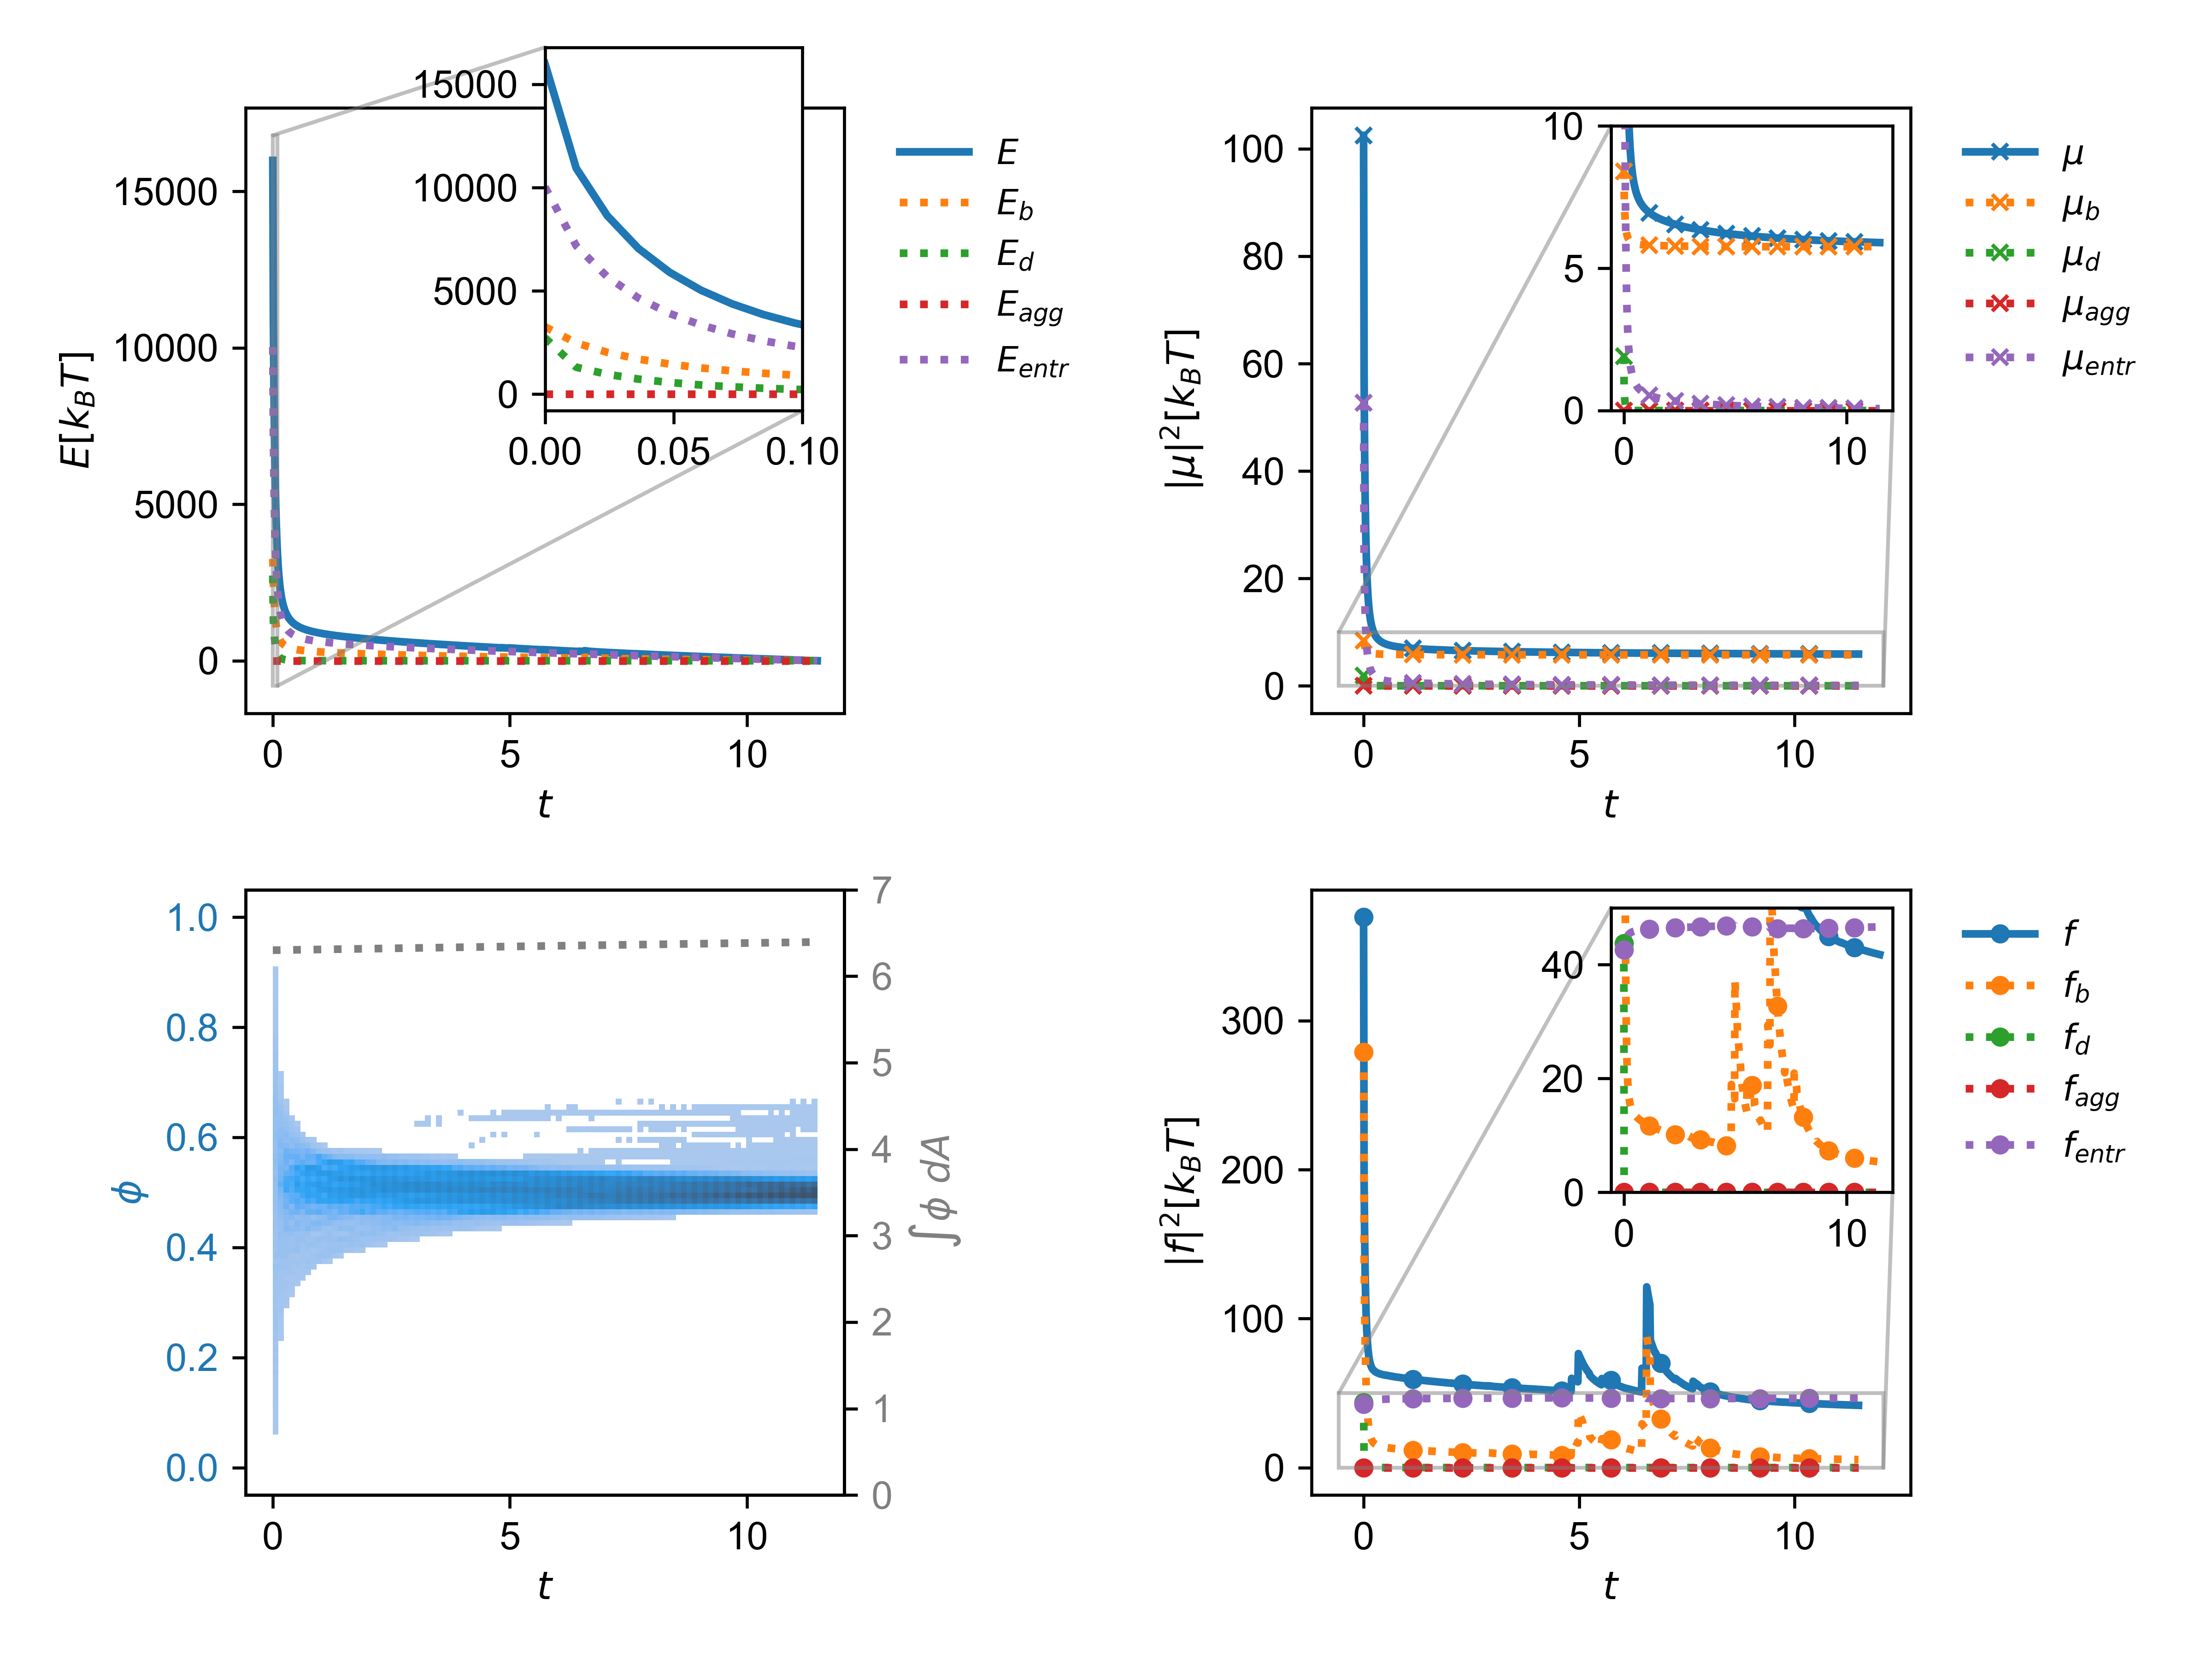 15000
10000
5000
0
0.00 0.05 0.10
15000
10000
5000
0
0 5 10
E[k_BT]
t
E
E_b
E_d
E_agg
E_entr
10
5
0
0 10
100
80
60
40
20
0
0 5 10
|μ|²[k_BT]
t
μ
μ_b
μ_d
μ_agg
μ_entr
1.0
0.8
0.6
0.4
0.2
0.0
ϕ
0 5 10
t
7
6
5
4
3
2
1
0
∫ ϕ dA
40
20
0
0 10
300
200
100
0
0 5 10
|f|²[k_BT]
t
f
f_b
f_d
f_agg
f_entr